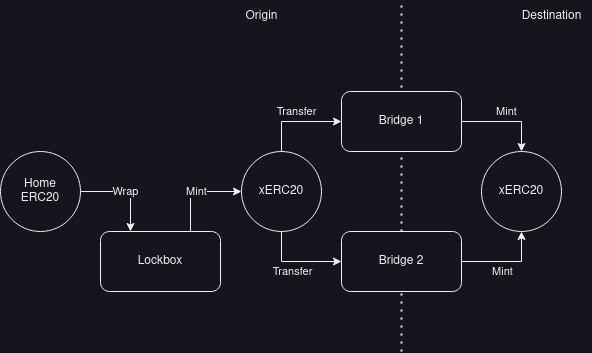 Origin
Destination
Transfer
Bridge 1
Mint
Home
ERC20
Wrap
Mint
xERC20
xERC20
Lockbox
Transfer
Bridge 2
Mint